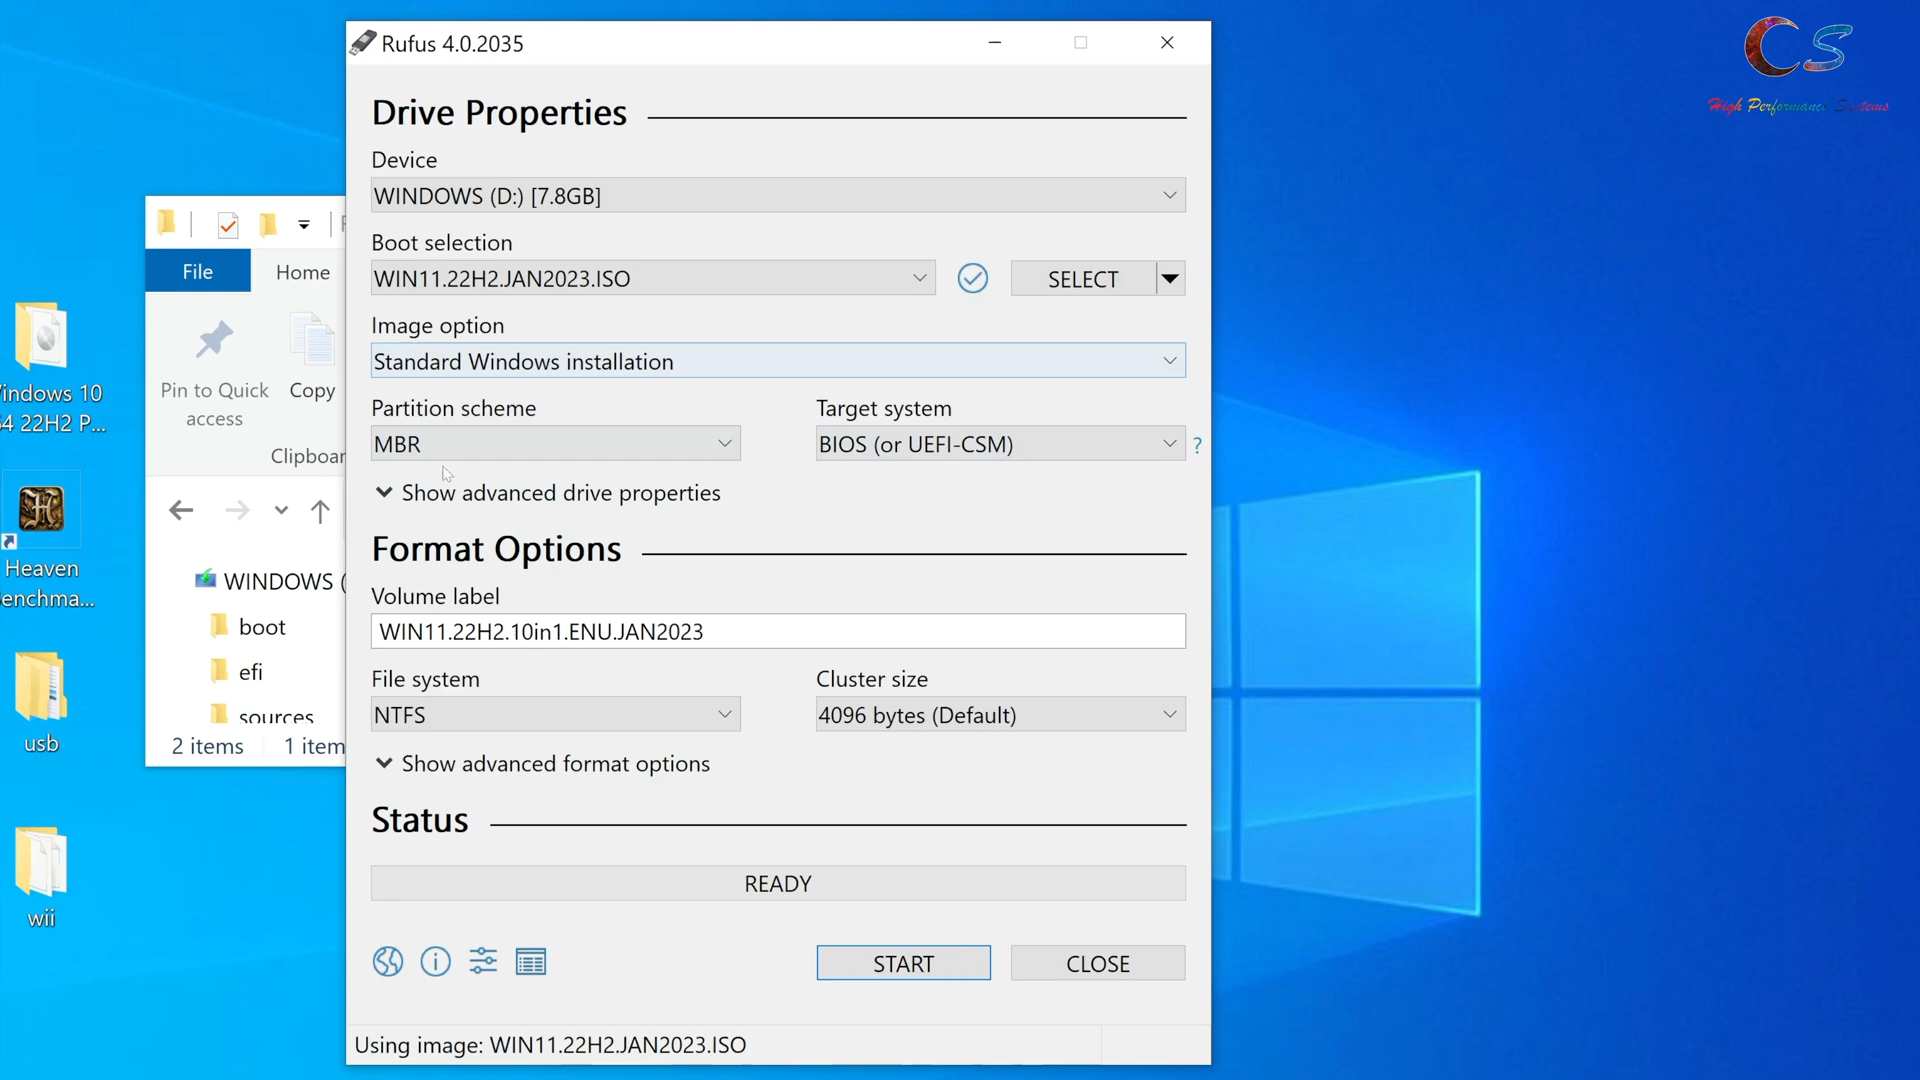 Rufus 4.0.2035
CS
High Performance Systems
Drive Properties
Device
WINDOWS (D:) [7.8GB]
Boot selection
WIN11.22H2.JAN2023.ISO
SELECT
Image option
Standard Windows installation
Partition scheme
Target system
MBR
BIOS (or UEFI-CSM)
?
Show advanced drive properties
Format Options
Volume label
WIN11.22H2.10in1.ENU.JAN2023
File system
Cluster size
NTFS
4096 bytes (Default)
Show advanced format options
Status
READY
START
CLOSE
Using image: WIN11.22H2.JAN2023.ISO
File
Home
Pin to Quick
access
Copy
Clipboar
WINDOWS (
boot
efi
sources
2 items
1 item
indows 10
64 22H2 P...
Heaven
enchma...
usb
wii